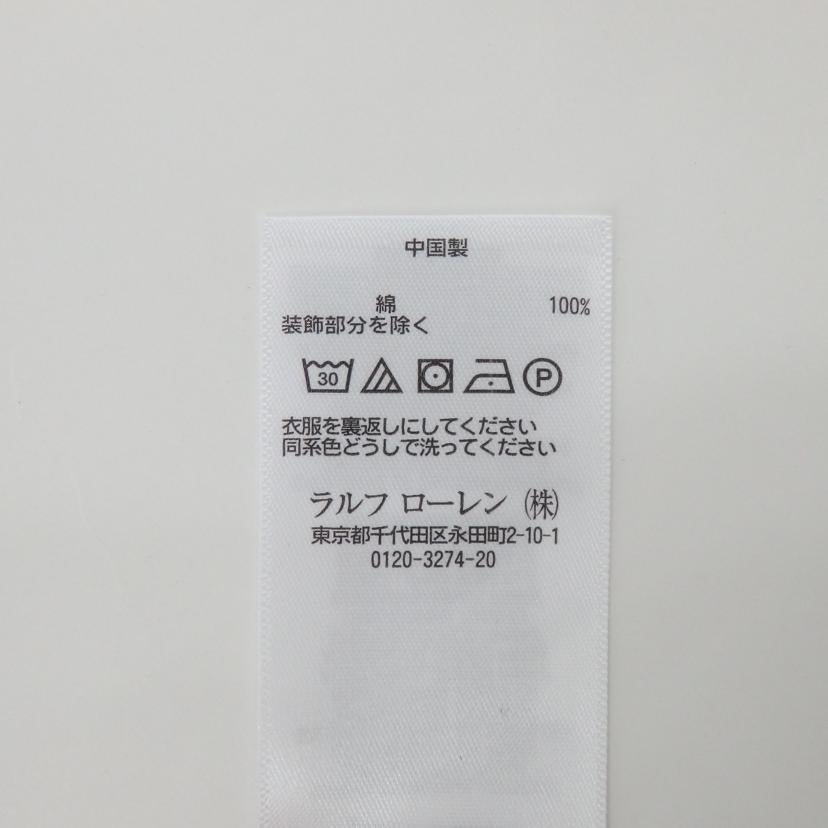 中国製
綿 100%
装飾部分を除く
30 P
衣服を裏返しにしてください
同系色どうしで洗ってください
ラルフ ローレン (株)
東京都千代田区永田町2-10-1
0120-3274-20